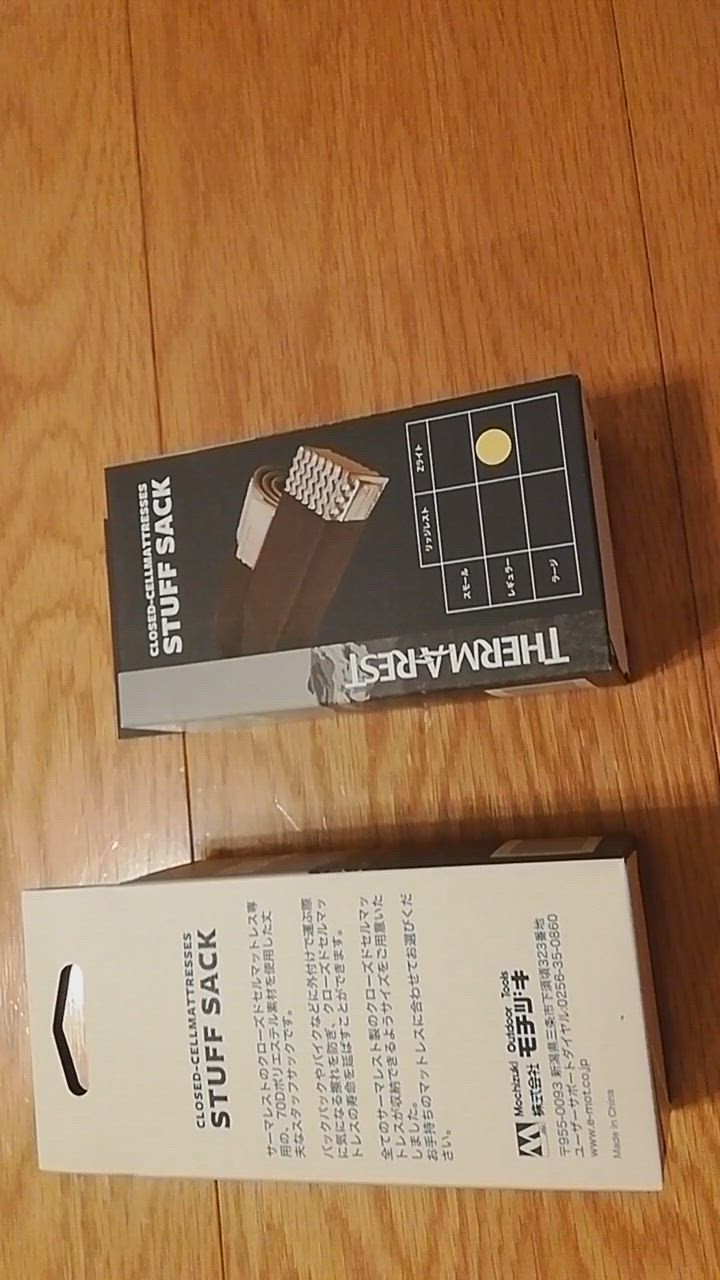 CLOSED-CELLMATTRESSES
STUFF SACK
リッジレスト Zライト
スモール
レギュラー
ラージ
THERMAREST
CLOSED-CELLMATTRESSES
STUFF SACK
サーマレストのクローズドセルマットレス専
用の、70Dポリエステル素材を使用した丈
夫なスタッフサックです。
バックパックやバイクなどに外付けで運ぶ際
に気になる擦れを防ぎ、クローズドセルマッ
トレスの寿命を延ばすことができます。
全てのサーマレスト製のクローズドセルマッ
トレスが収納できるようサイズをご用意いた
しました。
お手持ちのマットレスに合わせてお選びくだ
さい。
Mochizuki Outdoor Tools
株式会社 モチヅキ
〒955-0093 新潟県三条市下須頃323番地
ユーザーサポートダイヤル0256-35-0860
www.e-mot.co.jp
Made in China